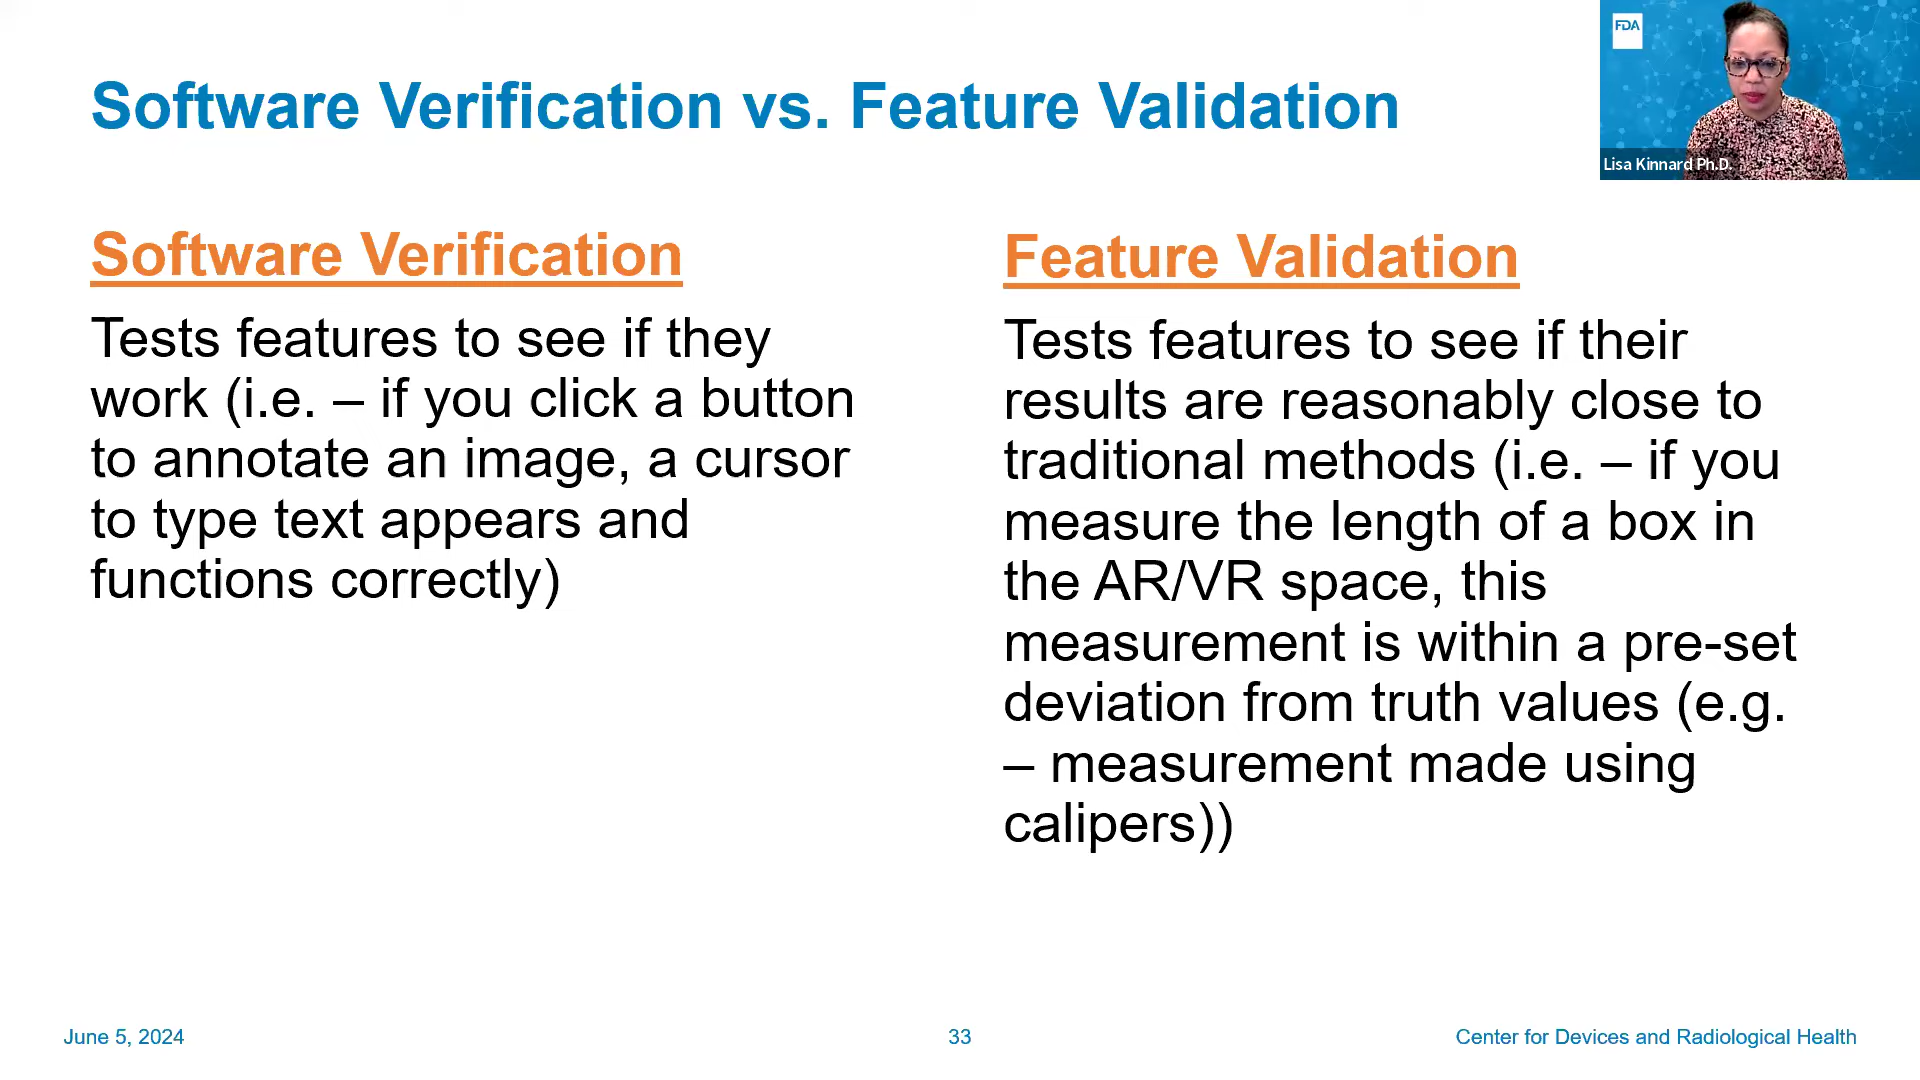 FDA
Lisa Kinnard Ph.D.
Software Verification vs. Feature Validation
Software Verification
Tests features to see if they
work (i.e. – if you click a button
to annotate an image, a cursor
to type text appears and
functions correctly)
Feature Validation
Tests features to see if their
results are reasonably close to
traditional methods (i.e. – if you
measure the length of a box in
the AR/VR space, this
measurement is within a pre-set
deviation from truth values (e.g.
– measurement made using
calipers))
June 5, 2024
33
Center for Devices and Radiological Health